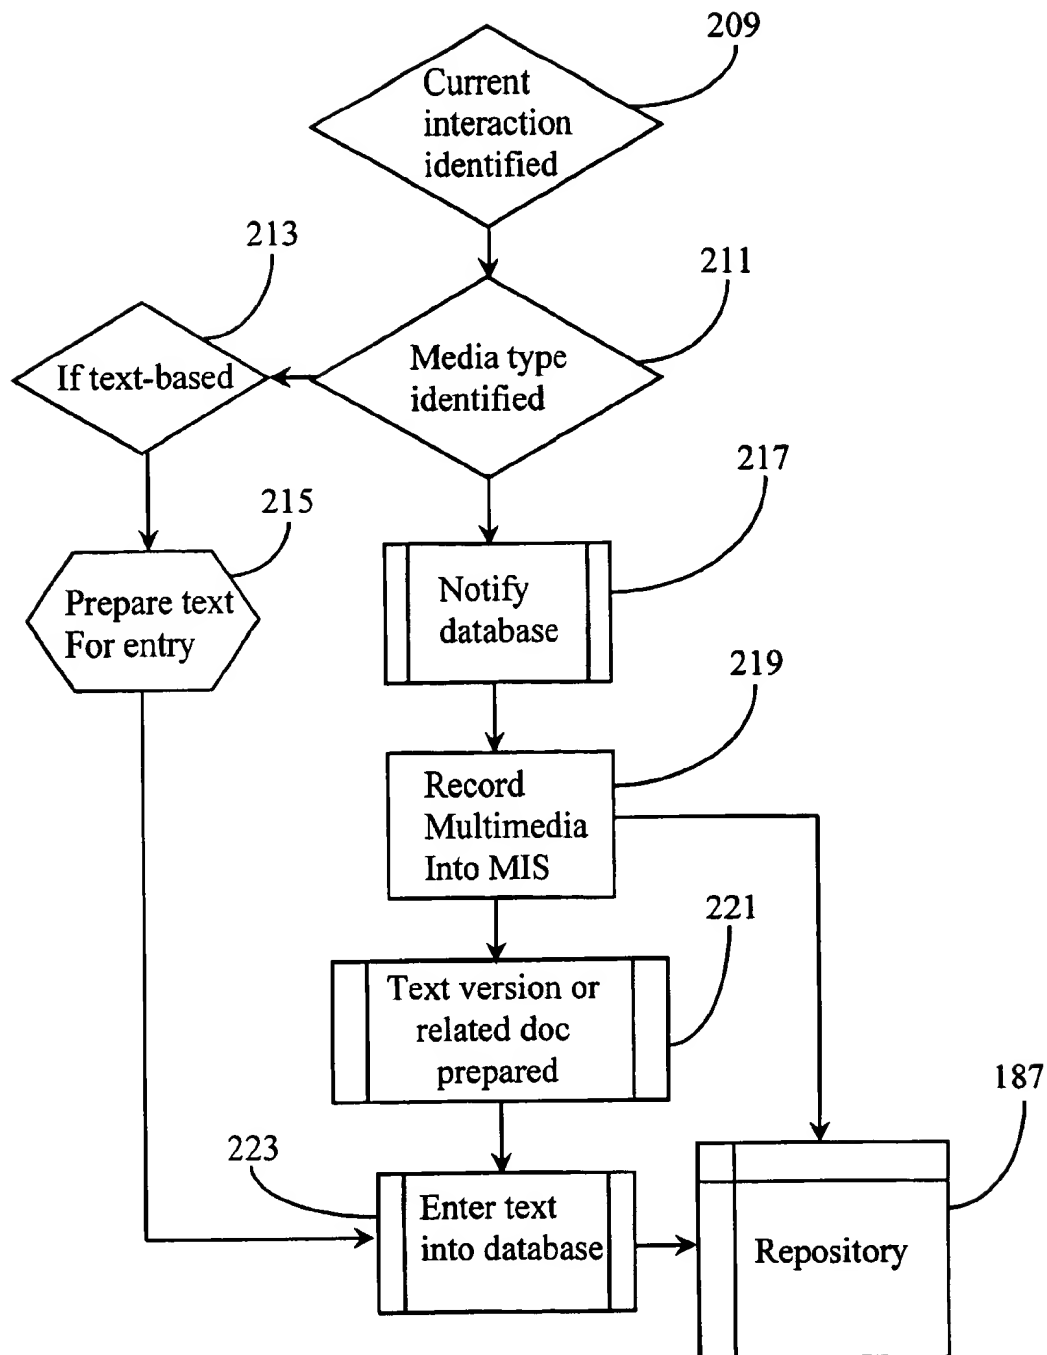 209
Current
interaction
identified
213
211
If text-based
Media type
identified
217
215
Prepare text
For entry
Notify
database
219
Record
Multimedia
Into MIS
221
Text version or
related doc
prepared
187
223
Enter text
into database
Repository